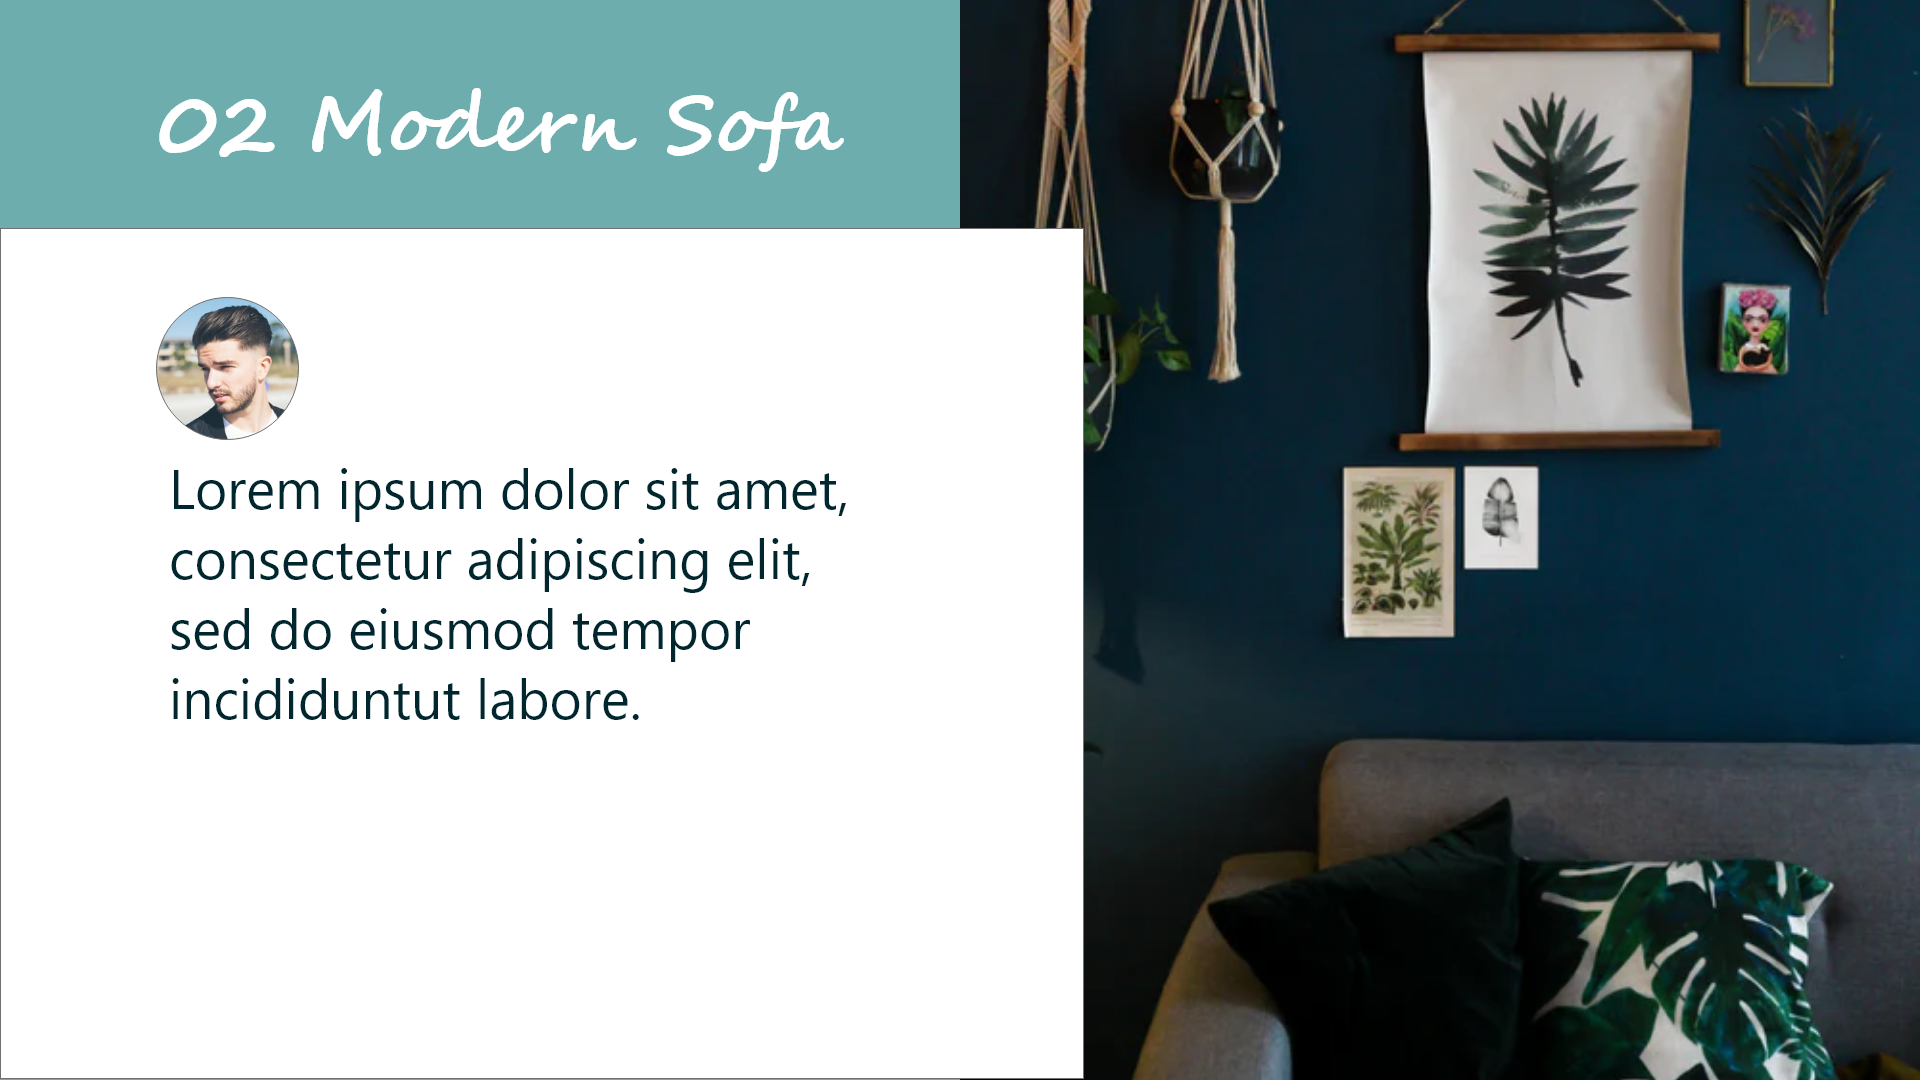 02 Modern Sofa
Lorem ipsum dolor sit amet,
consectetur adipiscing elit,
sed do eiusmod tempor
incididuntut labore.